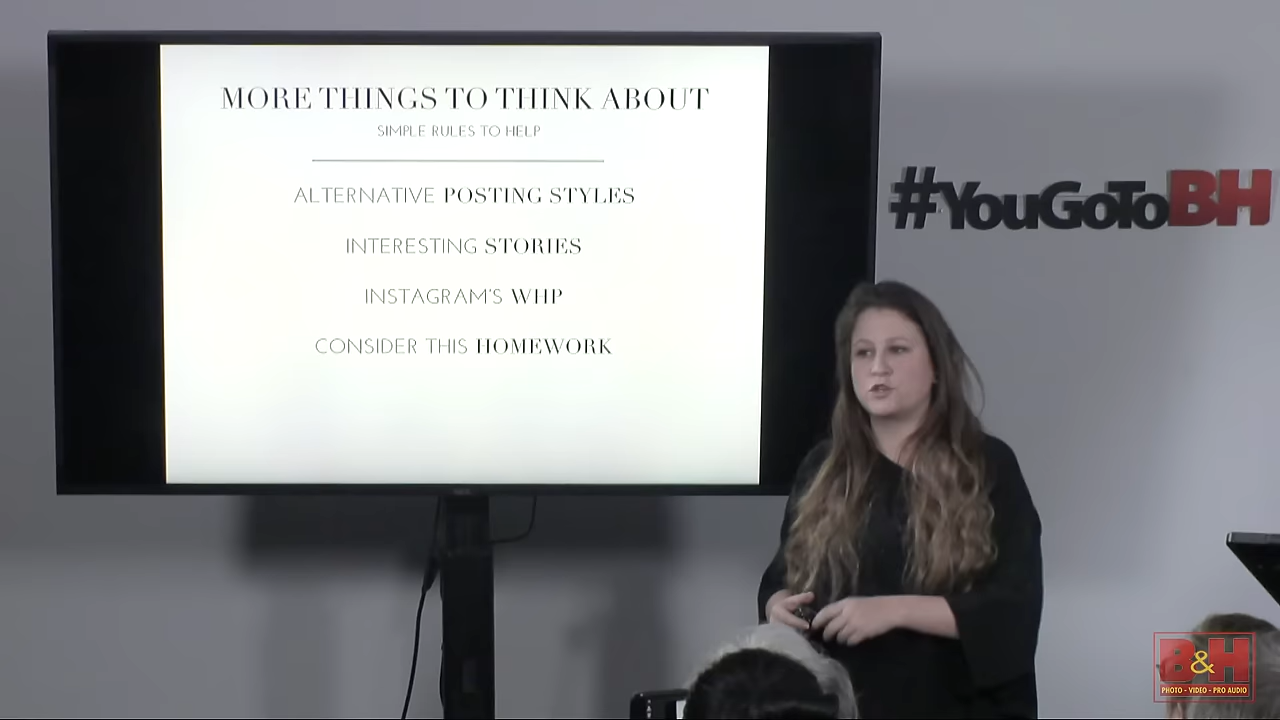 MORE THINGS TO THINK ABOUT
SIMPLE RULES TO HELP
ALTERNATIVE POSTING STYLES
INTERESTING STORIES
INSTAGRAM'S WHP
CONSIDER THIS HOMEWORK
#YouGoToBH
B&H
PHOTO - VIDEO - PRO AUDIO